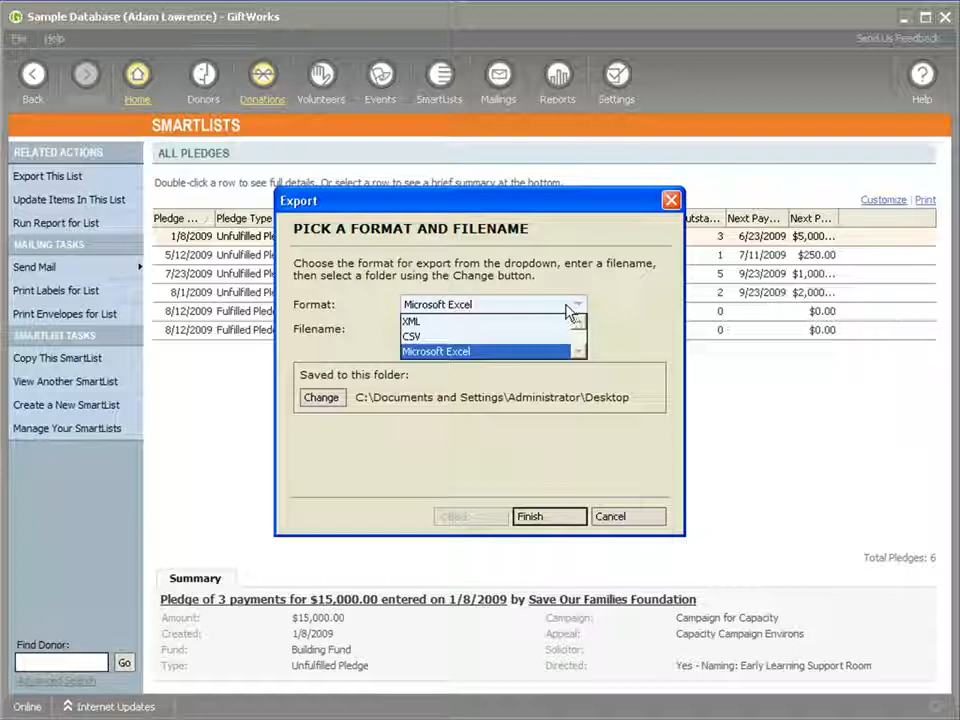 Sample Database (Adam Lawrence) - GiftWorks
File Help Send Us Feedback
Back Home Donors Donations Volunteers Events SmartLists Mailings Reports Settings Help
SMARTLISTS
RELATED ACTIONS
Export This List
Update Items In This List
Run Report for List
MAILING TASKS
Send Mail
Print Labels for List
Print Envelopes for List
SMARTLIST TASKS
Copy This SmartList
View Another SmartList
Create a New SmartList
Manage Your SmartLists
Find Donor:
Go
Advanced Search
ALL PLEDGES
Double-click a row to see full details. Or select a row to see a brief summary at the bottom.
Customize Print
Pledge ... Pledge Type utsta... Next Pay... Next P...
1/8/2009 Unfulfilled Ple 3 6/23/2009 $5,000...
5/12/2009 Unfulfilled Ple 1 7/11/2009 $250.00
7/23/2009 Unfulfilled Ple 5 9/23/2009 $1,000...
8/1/2009 Unfulfilled Ple 2 9/23/2009 $2,000...
8/12/2009 Fulfilled Pledg 0 $0.00
8/12/2009 Fulfilled Pledg 0 $0.00
Export
PICK A FORMAT AND FILENAME
Choose the format for export from the dropdown, enter a filename,
then select a folder using the Change button.
Format: Microsoft Excel
XML
Filename:
CSV
Microsoft Excel
Saved to this folder:
Change C:\Documents and Settings\Administrator\Desktop
Finish Cancel
Total Pledges: 6
Summary
Pledge of 3 payments for $15,000.00 entered on 1/8/2009 by Save Our Families Foundation
Amount: $15,000.00 Campaign: Campaign for Capacity
Created: 1/8/2009 Appeal: Capacity Campaign Environs
Fund: Building Fund Solicitor:
Type: Unfulfilled Pledge Directed: Yes - Naming: Early Learning Support Room
Online Internet Updates